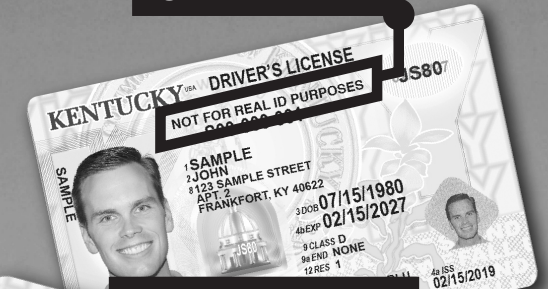 KENTUCKY USA DRIVER'S LICENSE
NOT FOR REAL ID PURPOSES
JS80
SAMPLE
1 SAMPLE
2 JOHN
8 123 SAMPLE STREET
APT. 2
FRANKFORT, KY 40622
JS80
3 DOB 07/15/1980
4b EXP 02/15/2027
9 CLASS D
9a END NONE
12 RES 1
4a ISS
02/15/2019